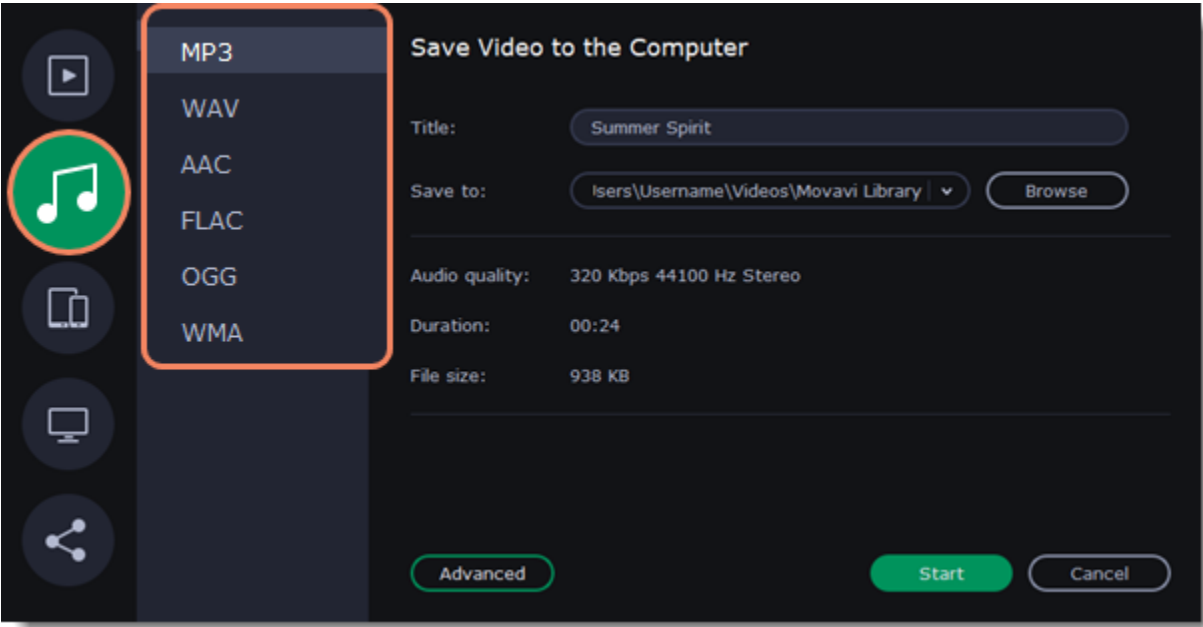 MP3
WAV
AAC
FLAC
OGG
WMA
Save Video to the Computer
Title: Summer Spirit
Save to: sers\Username\Videos\Movavi Library Browse
Audio quality: 320 Kbps 44100 Hz Stereo
Duration: 00:24
File size: 938 KB
Advanced Start Cancel